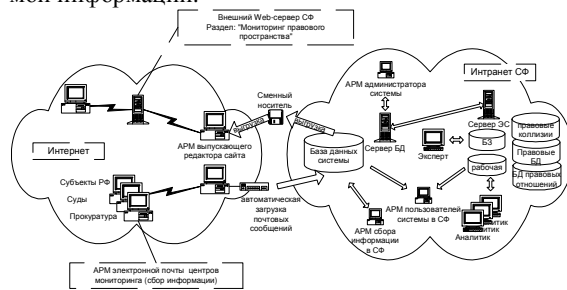 мой информации.
Внешний Web-сервер СФ
Раздел: "Мониторинг правового
пространства"
Интернет
АРМ выпускающего
редактора сайта
Сменный
носитель
выгрузка
выгрузка
Субъекты РФ
Суды
Прокуратура
автоматическая
загрузка
почтовых
сообщений
АРМ электронной почты центров
мониторинга (сбор информации)
Интранет СФ
АРМ администратора
системы
База данных
системы
Сервер БД
Сервер ЭС
Эксперт
БЗ
рабочая
правовые
коллизии
Правовые
БД
БД правовых
отношений
АРМ сбора
информации
в СФ
АРМ пользователей
системы в СФ
Аналитик